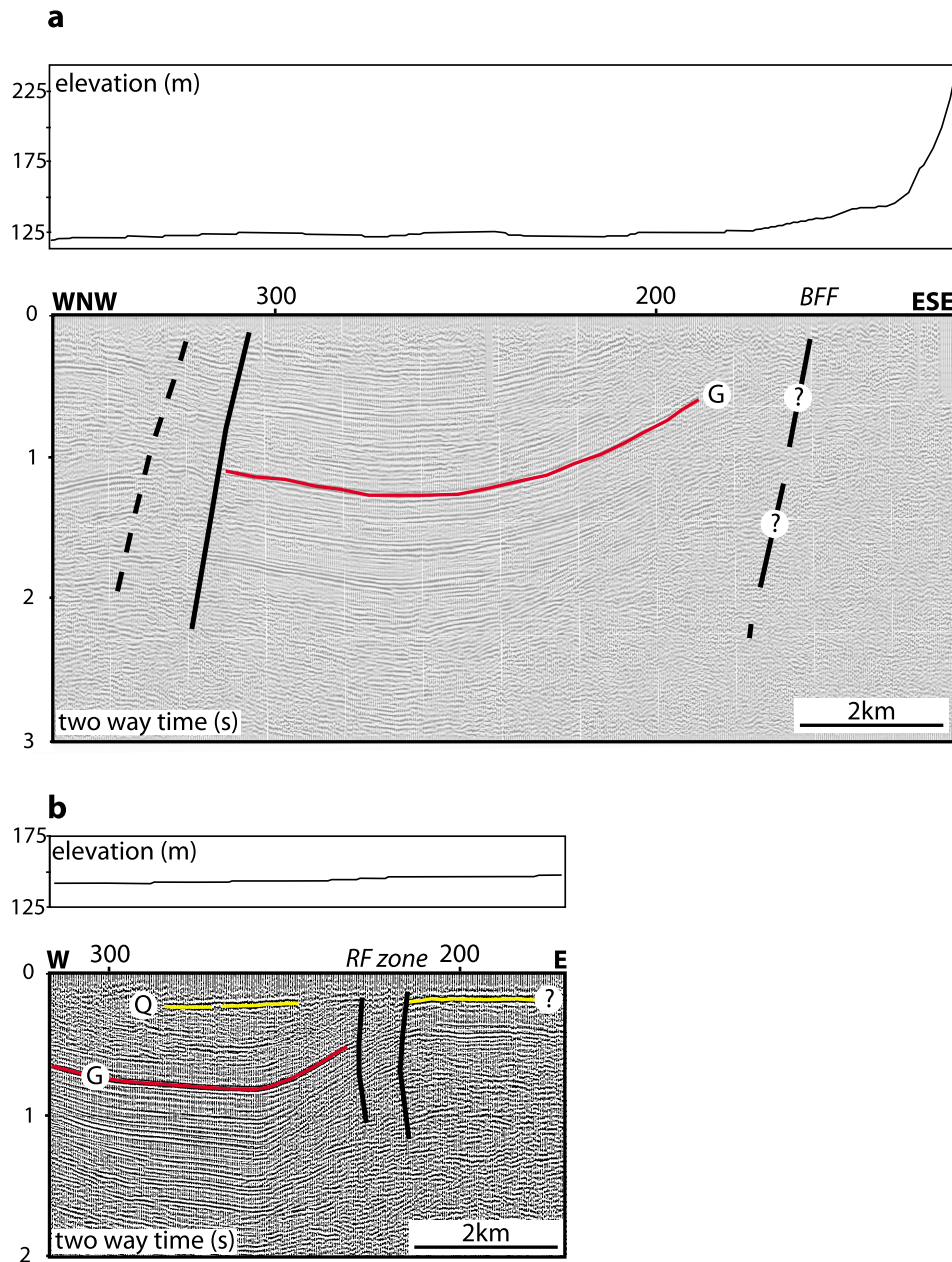 a
elevation (m)
225
175
125
WNW 300 200 BFF ESE
0
G
?
1
?
2
two way time (s)
2km
3
b
175
elevation (m)
125
W 300 RF zone 200 E
0
Q ?
G
1
two way time (s)
2km
2